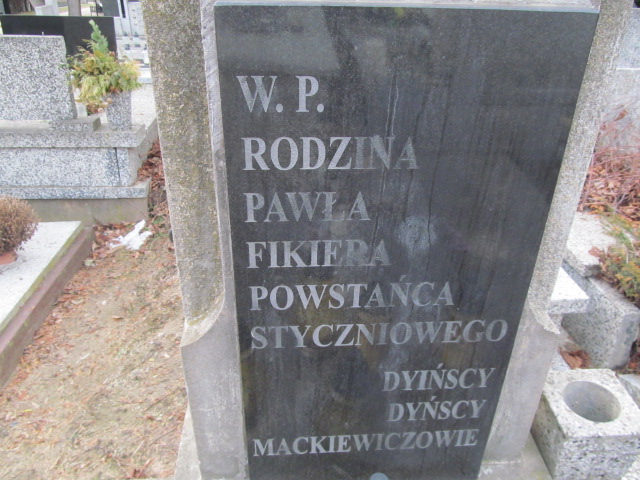 W. P.
RODZINA
PAWŁA
FIKIERA
POWSTAŃCA
STYCZNIOWEGO
DYIŃSCY
DYŃSCY
MACKIEWICZOWIE